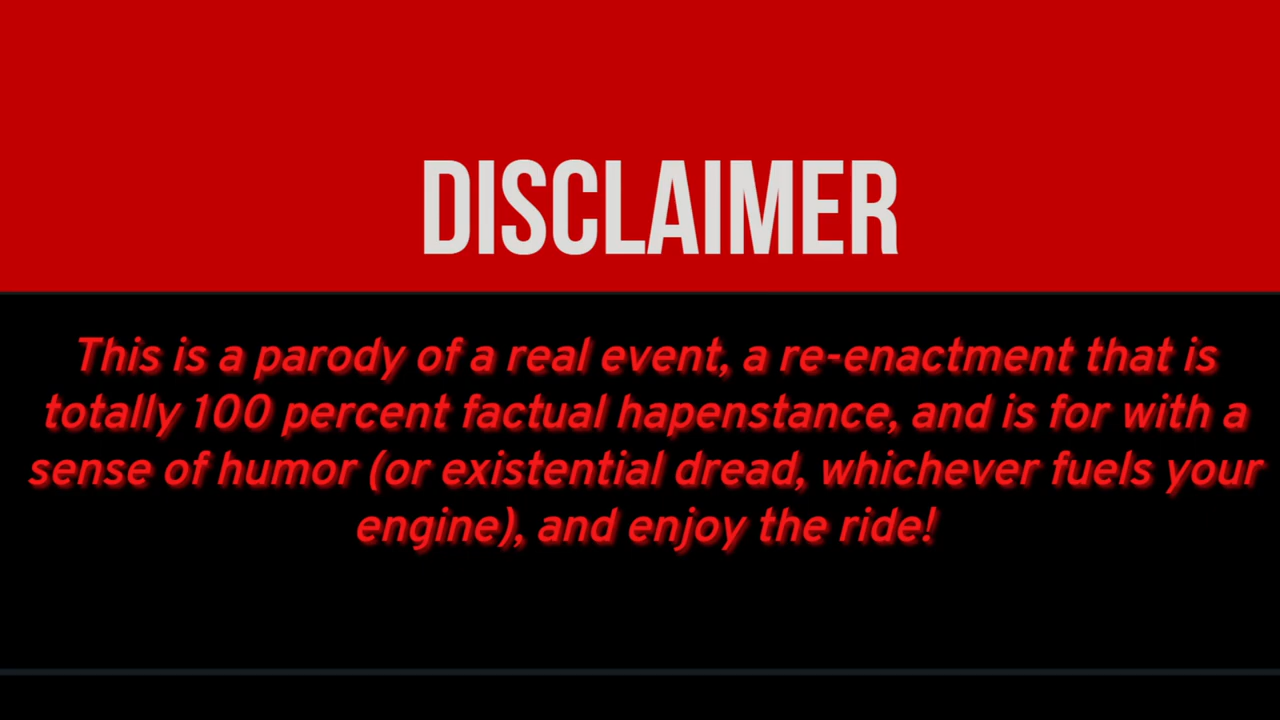 DISCLAIMER
This is a parody of a real event, a re-enactment that is
totally 100 percent factual hapenstance, and is for with a
sense of humor (or existential dread, whichever fuels your
engine), and enjoy the ride!